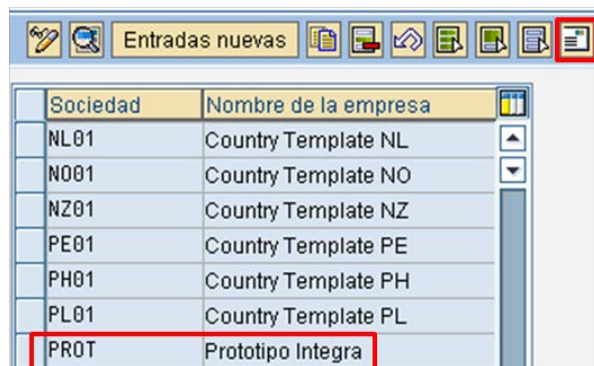 Entradas nuevas
Sociedad Nombre de la empresa
NL01 Country Template NL
NO01 Country Template NO
NZ01 Country Template NZ
PE01 Country Template PE
PH01 Country Template PH
PL01 Country Template PL
PROT Prototipo Integra